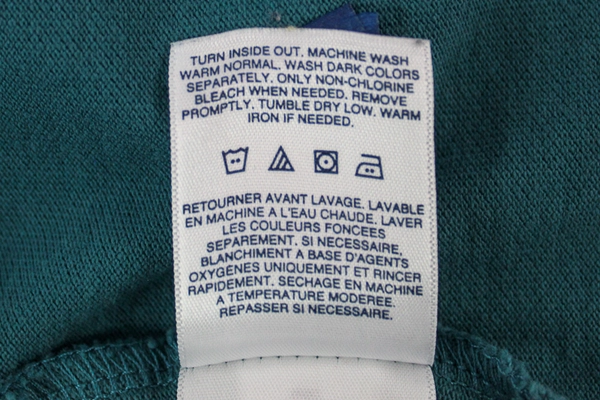 TURN INSIDE OUT. MACHINE WASH
WARM NORMAL. WASH DARK COLORS
SEPARATELY. ONLY NON-CHLORINE
BLEACH WHEN NEEDED. REMOVE
PROMPTLY. TUMBLE DRY LOW. WARM
IRON IF NEEDED.
RETOURNER AVANT LAVAGE. LAVABLE
EN MACHINE A L'EAU CHAUDE. LAVER
LES COULEURS FONCEES
SEPAREMENT. SI NECESSAIRE,
BLANCHIMENT A BASE D'AGENTS
OXYGENES UNIQUEMENT ET RINCER
RAPIDEMENT. SECHAGE EN MACHINE
A TEMPERATURE MODEREE.
REPASSER SI NECESSAIRE.